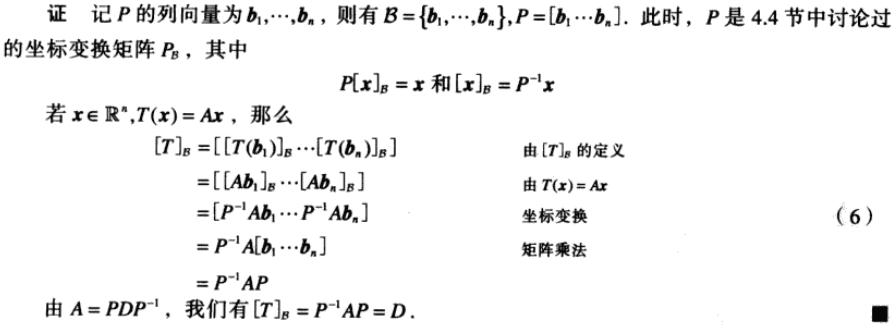 证 记 P 的列向量为 b₁,⋯,bₙ，则有 ℬ={b₁,⋯,bₙ},P=[b₁⋯bₙ]．此时，P 是 4.4 节中讨论过
的坐标变换矩阵 P_ℬ，其中
P[x]_ℬ = x 和 [x]_ℬ = P⁻¹x
若 x∈ℝⁿ,T(x)=Ax，那么
[T]_ℬ =[[T(b₁)]_ℬ⋯[T(bₙ)]_ℬ] 由 [T]_ℬ 的定义
=[[Ab₁]_ℬ⋯[Abₙ]_ℬ] 由 T(x)=Ax
=[P⁻¹Ab₁⋯P⁻¹Abₙ] 坐标变换 （6）
= P⁻¹A[b₁⋯bₙ] 矩阵乘法
= P⁻¹AP
由 A=PDP⁻¹，我们有 [T]_ℬ = P⁻¹AP = D． ■